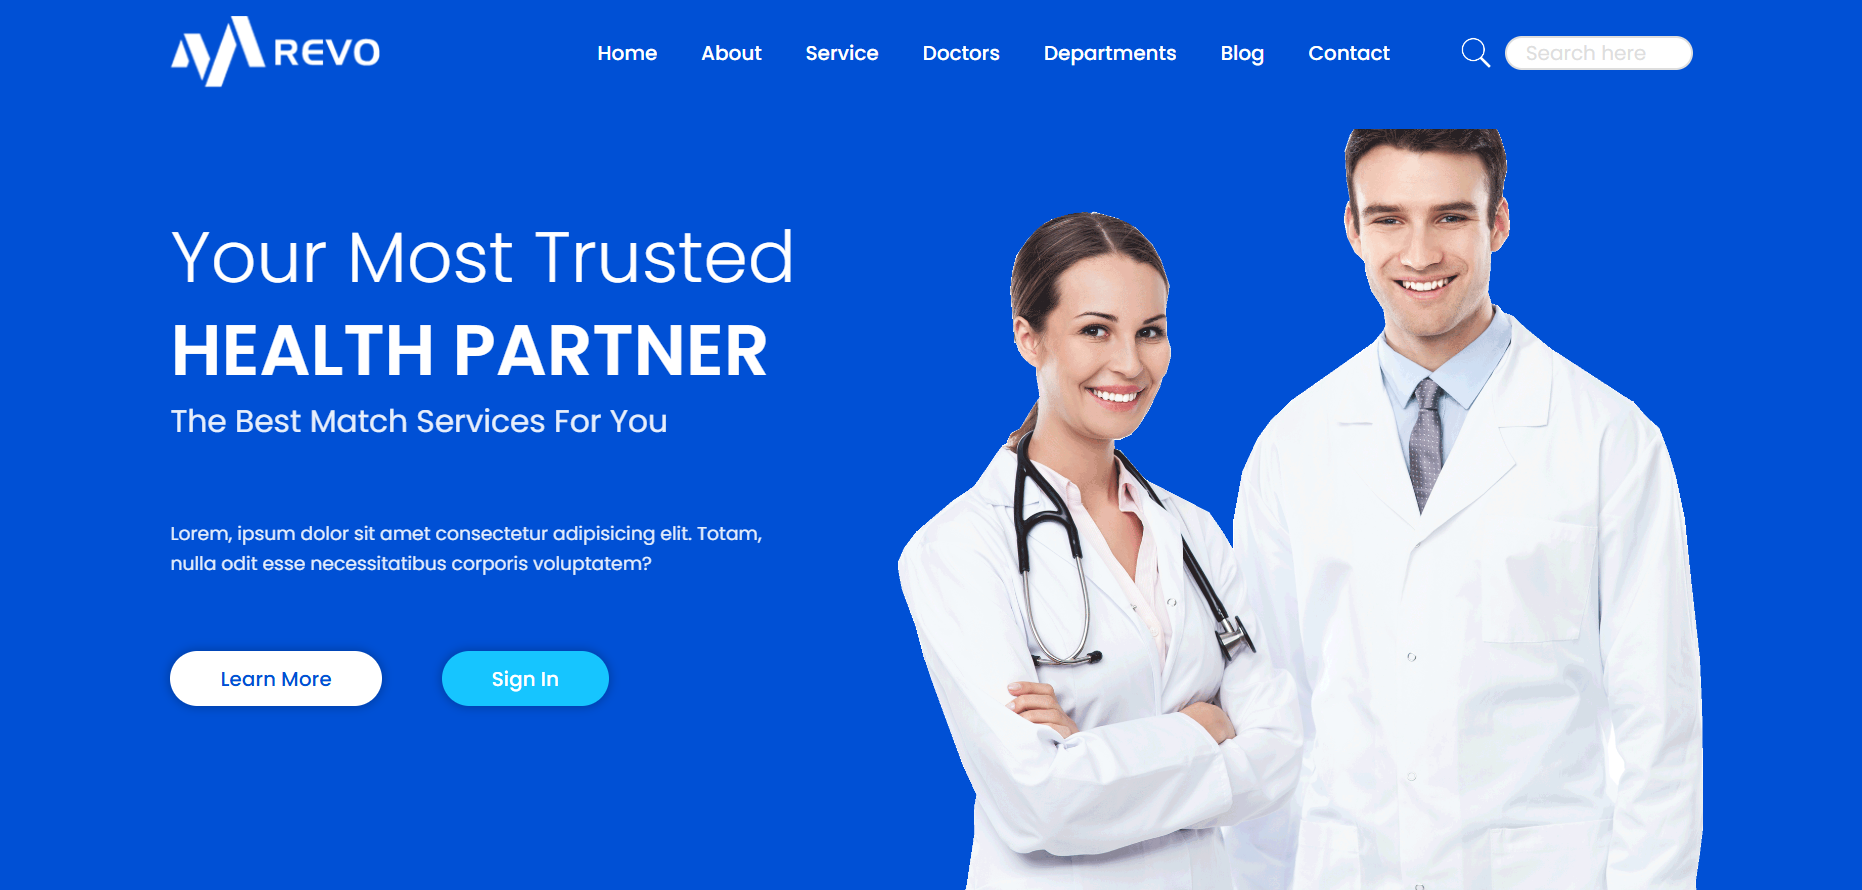 REVO
Home About Service Doctors Departments Blog Contact Search here
Your Most Trusted
HEALTH PARTNER
The Best Match Services For You
Lorem, ipsum dolor sit amet consectetur adipisicing elit. Totam,
nulla odit esse necessitatibus corporis voluptatem?
Learn More Sign In